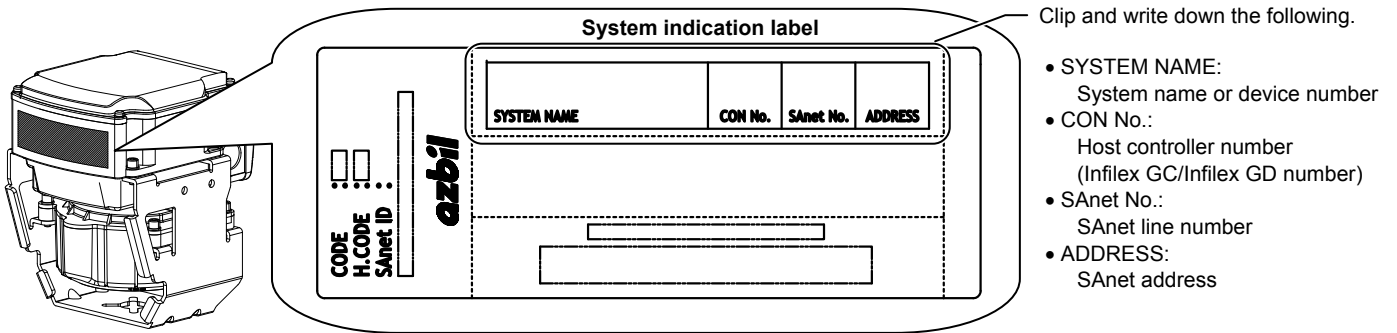 System indication label
SYSTEM NAME
CON No.
SAnet No.
ADDRESS
CODE :
H.CODE :
SAnet ID :
azbil
Clip and write down the following.
• SYSTEM NAME:
System name or device number
• CON No.:
Host controller number
(Infilex GC/Infilex GD number)
• SAnet No.:
SAnet line number
• ADDRESS:
SAnet address